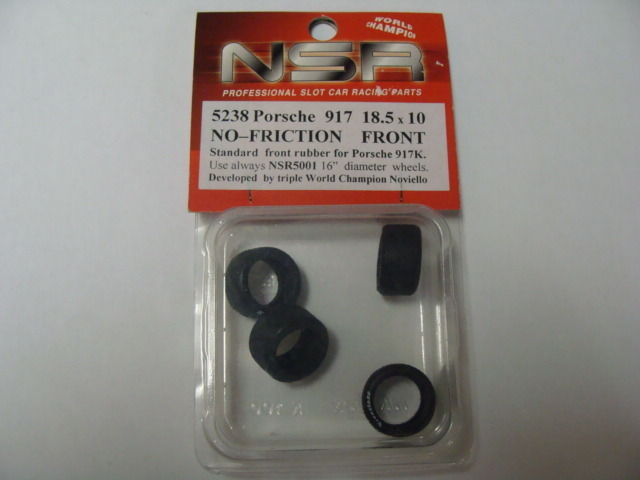 WORLD
CHAMPION
NSR
PROFESSIONAL SLOT CAR RACING PARTS
5238 Porsche 917 18.5 x 10
NO–FRICTION FRONT
Standard front rubber for Porsche 917K.
Use always NSR5001 16” diameter wheels.
Developed by triple World Champion Noviello